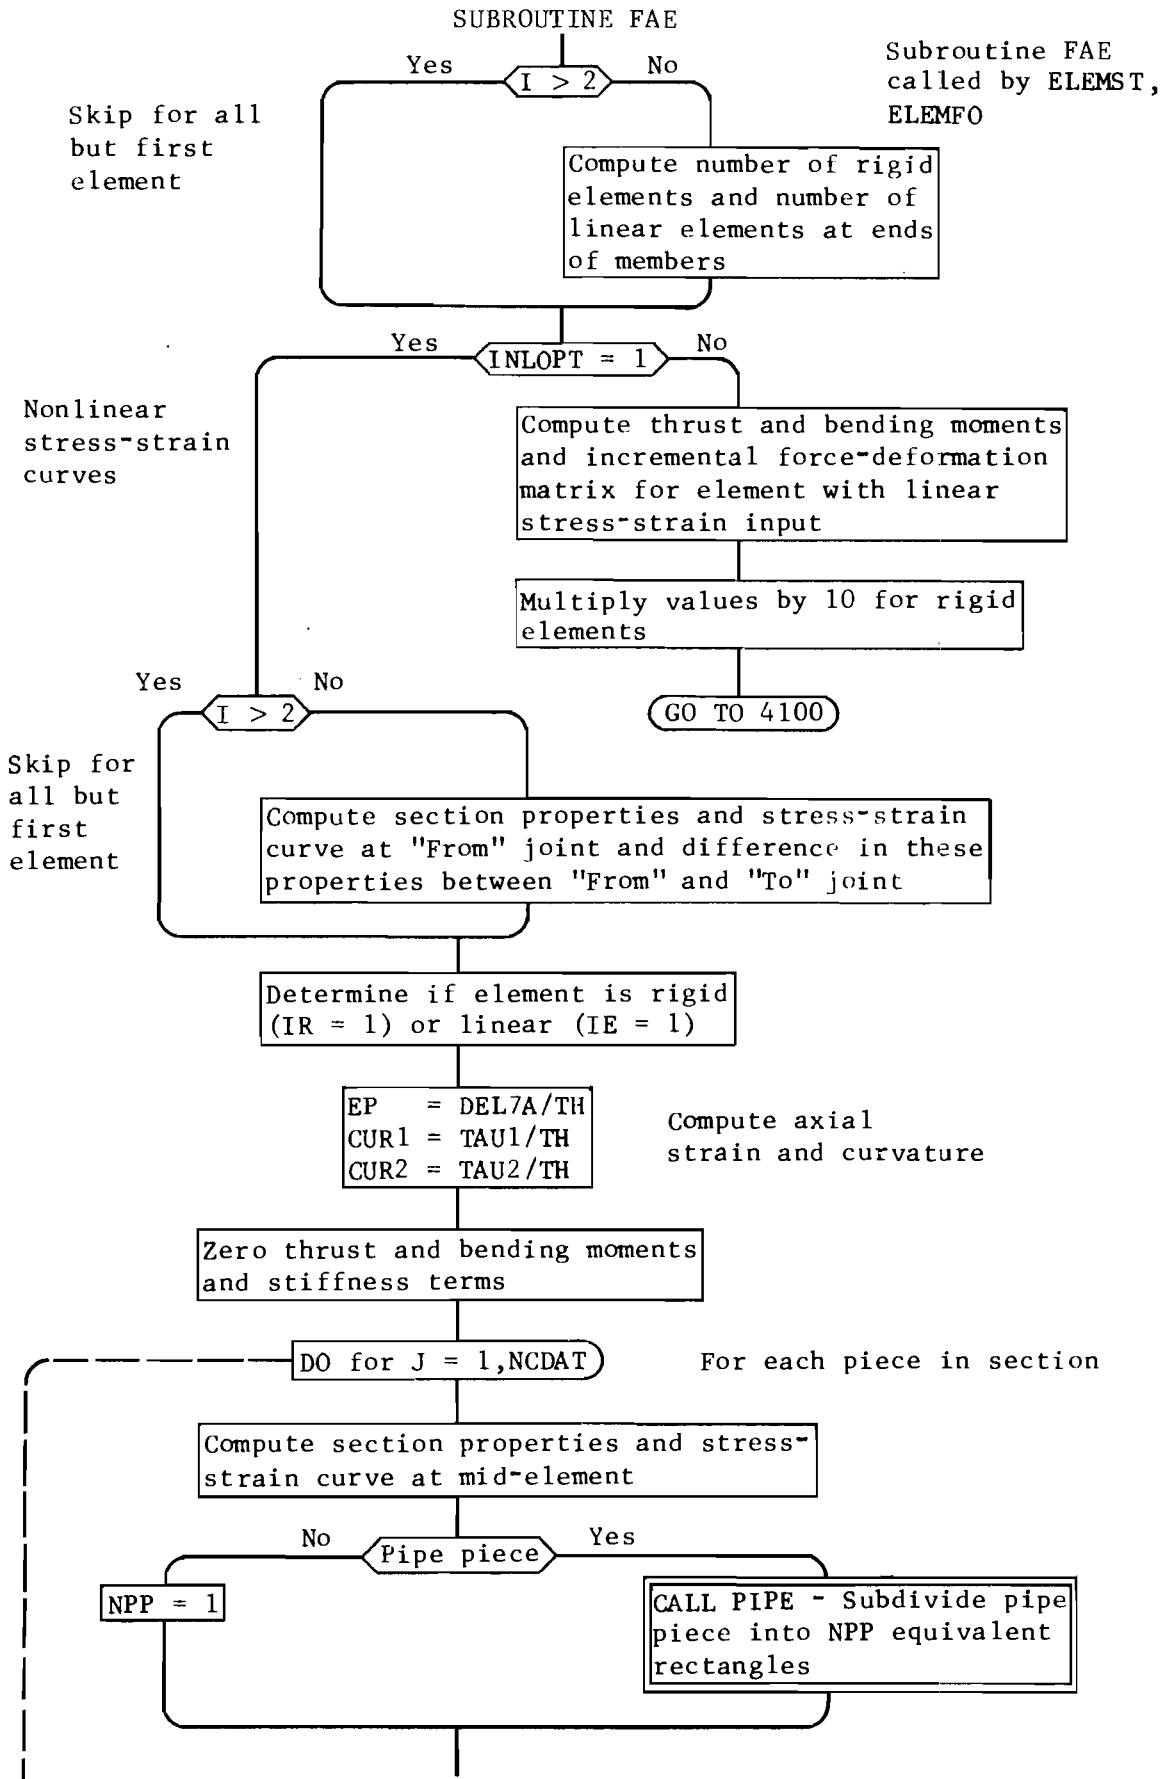 SUBROUTINE FAE
Subroutine FAE
called by ELEMST,
ELEMFO
Yes
I > 2
No
Skip for all
but first
element
Compute number of rigid
elements and number of
linear elements at ends
of members
Yes
INLOPT = 1
No
Nonlinear
stress-strain
curves
Compute thrust and bending moments
and incremental force-deformation
matrix for element with linear
stress-strain input
Multiply values by 10 for rigid
elements
GO TO 4100
Yes
I > 2
No
Skip for
all but
first
element
Compute section properties and stress-strain
curve at "From" joint and difference in these
properties between "From" and "To" joint
Determine if element is rigid
(IR = 1) or linear (IE = 1)
EP = DEL7A/TH
CUR1 = TAU1/TH
CUR2 = TAU2/TH
Compute axial
strain and curvature
Zero thrust and bending moments
and stiffness terms
DO for J = 1,NCDAT
For each piece in section
Compute section properties and stress-
strain curve at mid-element
No
Pipe piece
Yes
NPP = 1
CALL PIPE - Subdivide pipe
piece into NPP equivalent
rectangles